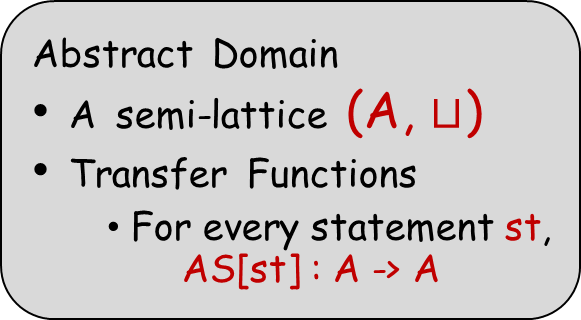 Abstract Domain
• A semi-lattice (A, ⊔)
• Transfer Functions
• For every statement st,
AS[st] : A -> A